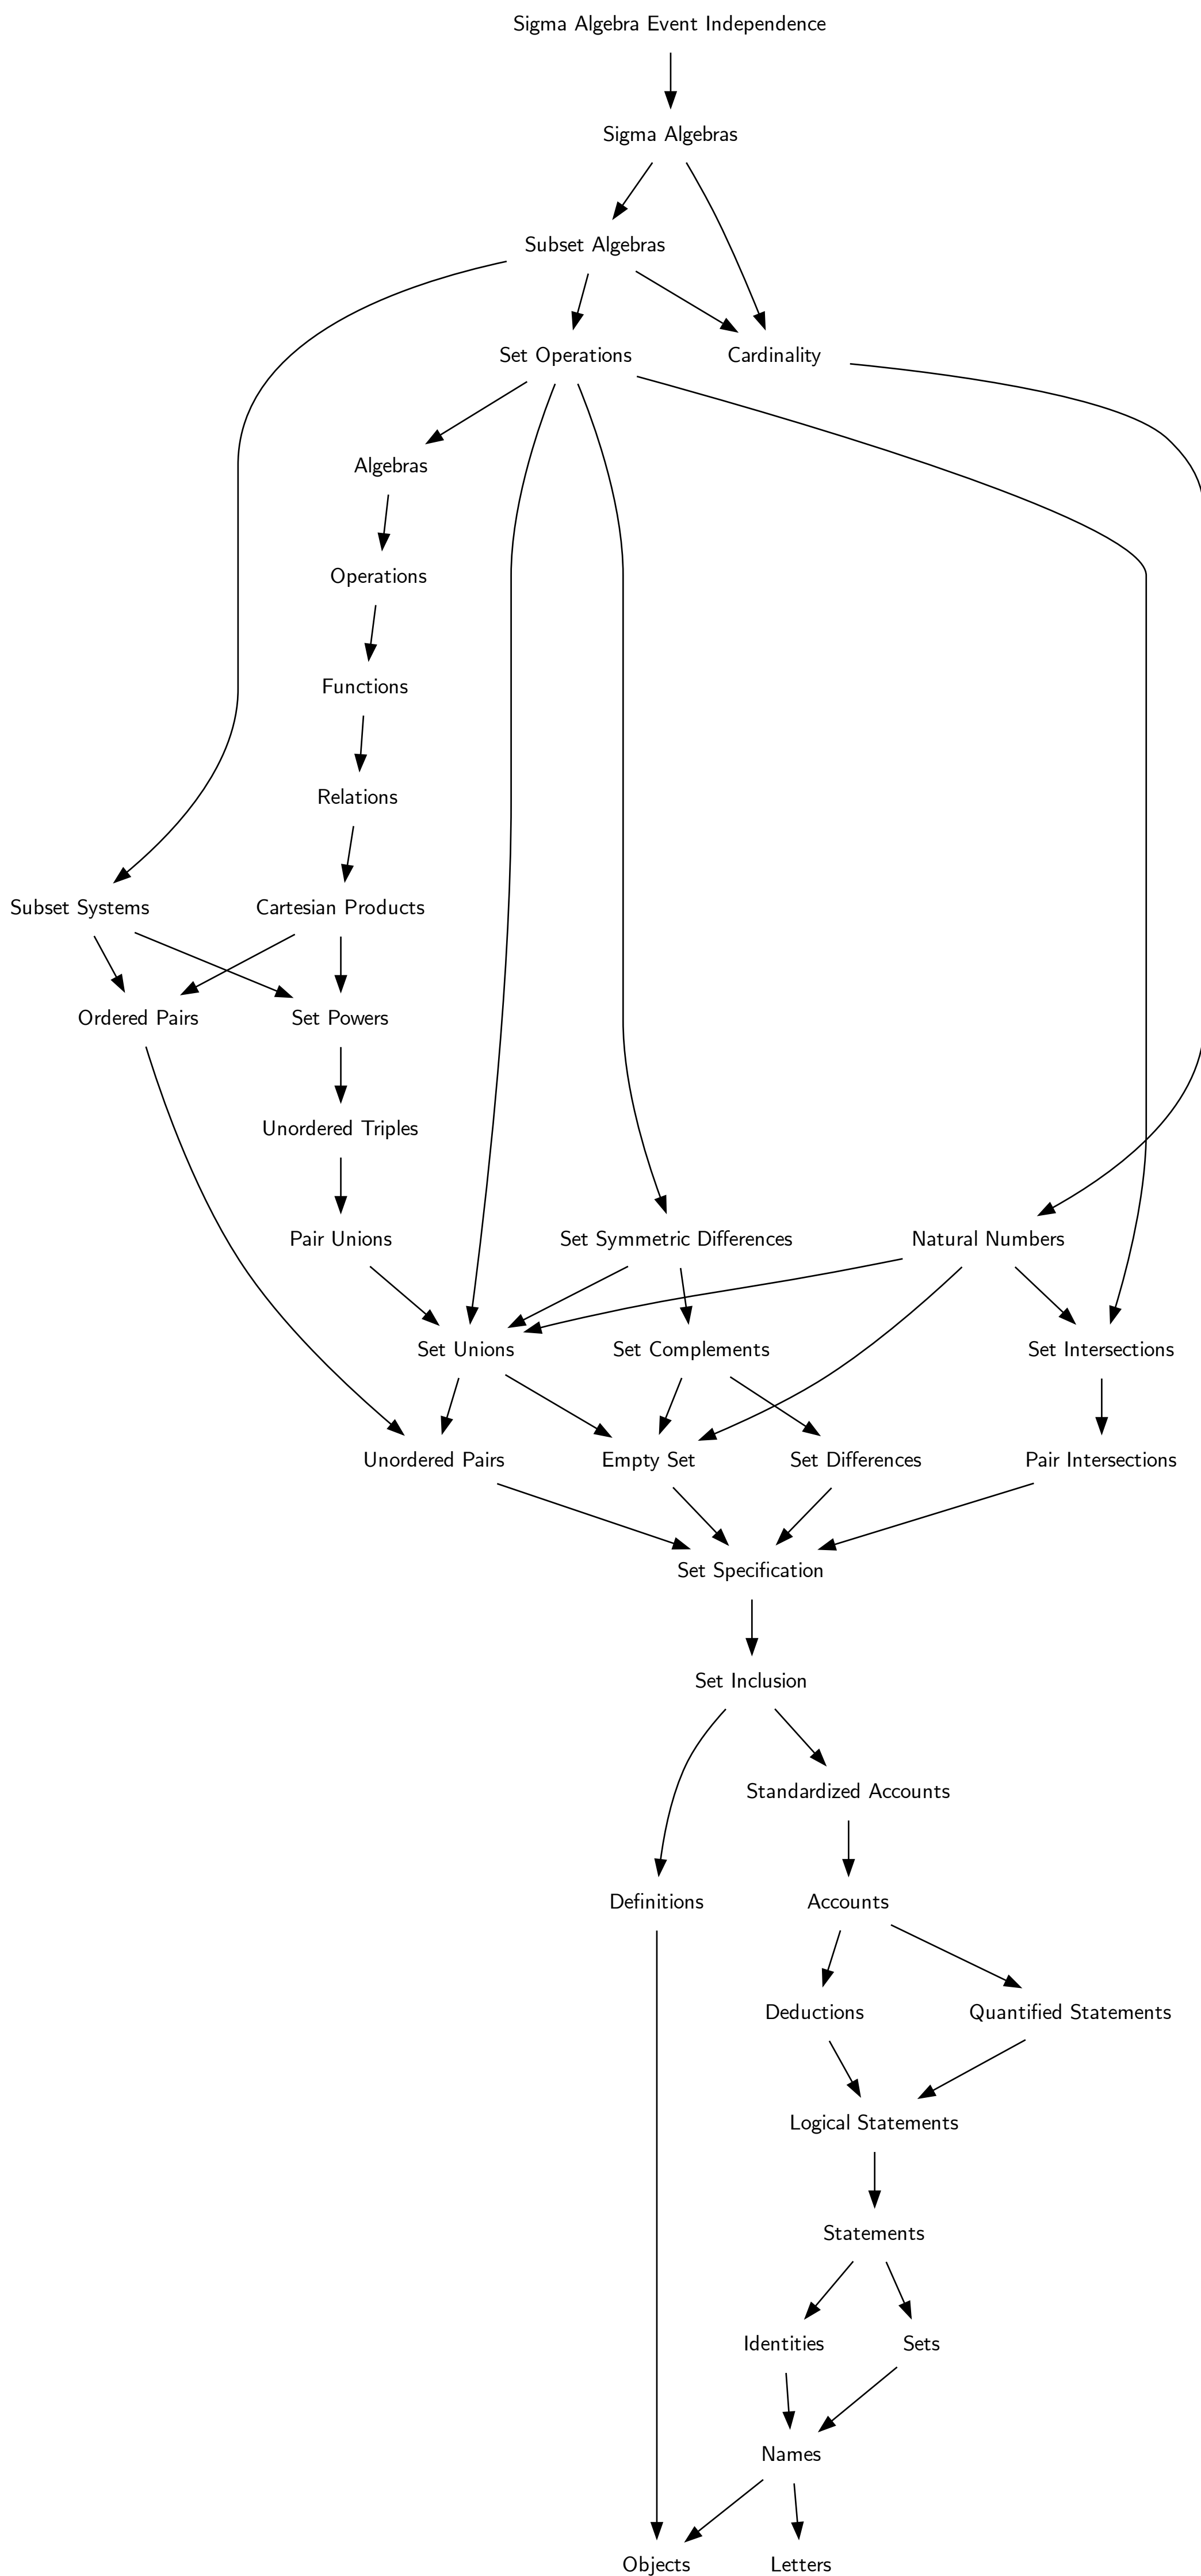 Sigma Algebra Event Independence
Sigma Algebras
Subset Algebras
Set Operations
Cardinality
Algebras
Operations
Functions
Relations
Subset Systems
Cartesian Products
Ordered Pairs
Set Powers
Unordered Triples
Pair Unions
Set Symmetric Differences
Natural Numbers
Set Unions
Set Complements
Set Intersections
Unordered Pairs
Empty Set
Set Differences
Pair Intersections
Set Specification
Set Inclusion
Standardized Accounts
Definitions
Accounts
Deductions
Quantified Statements
Logical Statements
Statements
Identities
Sets
Names
Objects
Letters